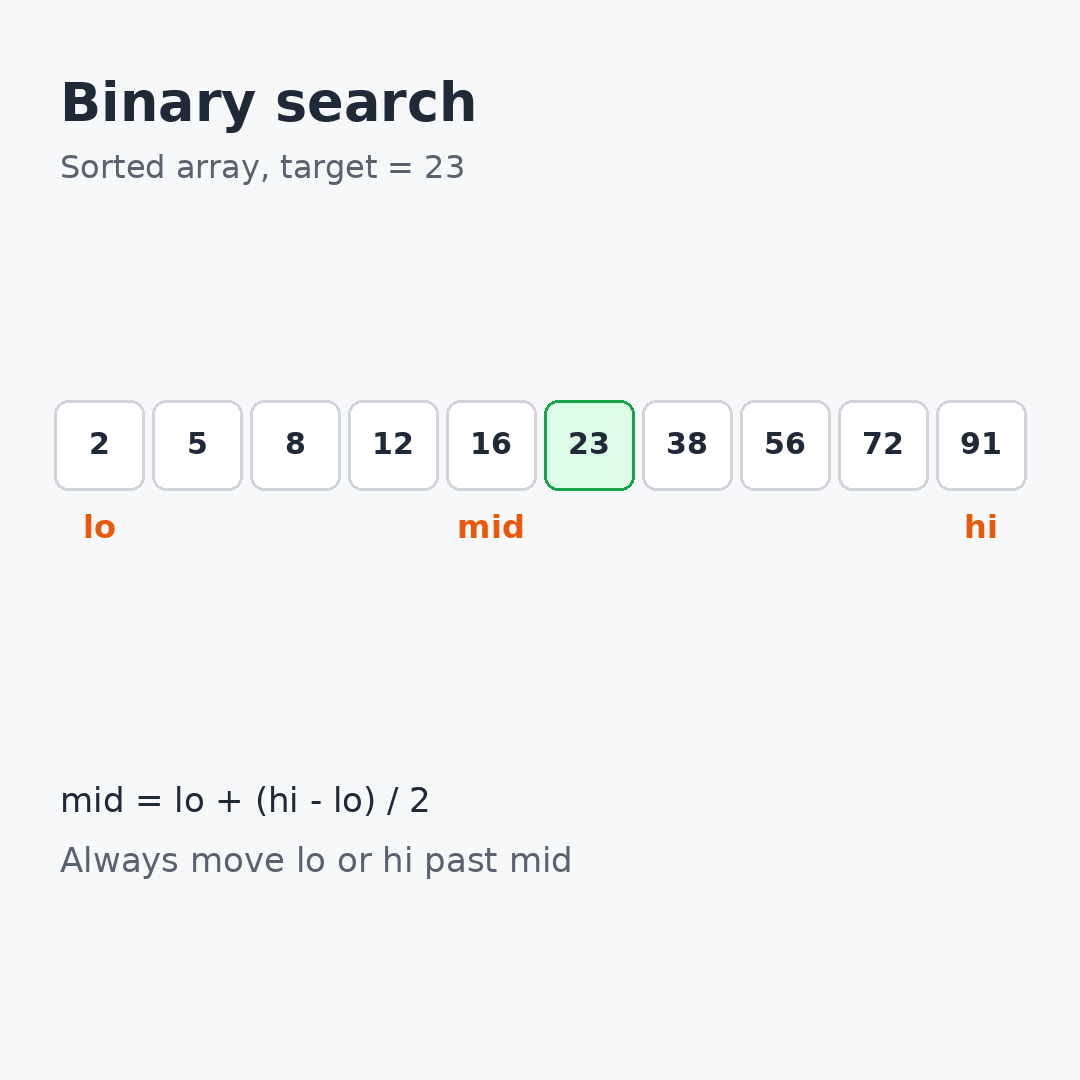 Binary search
Sorted array, target = 23
2 5 8 12 16 23 38 56 72 91
lo mid hi
mid = lo + (hi - lo) / 2
Always move lo or hi past mid